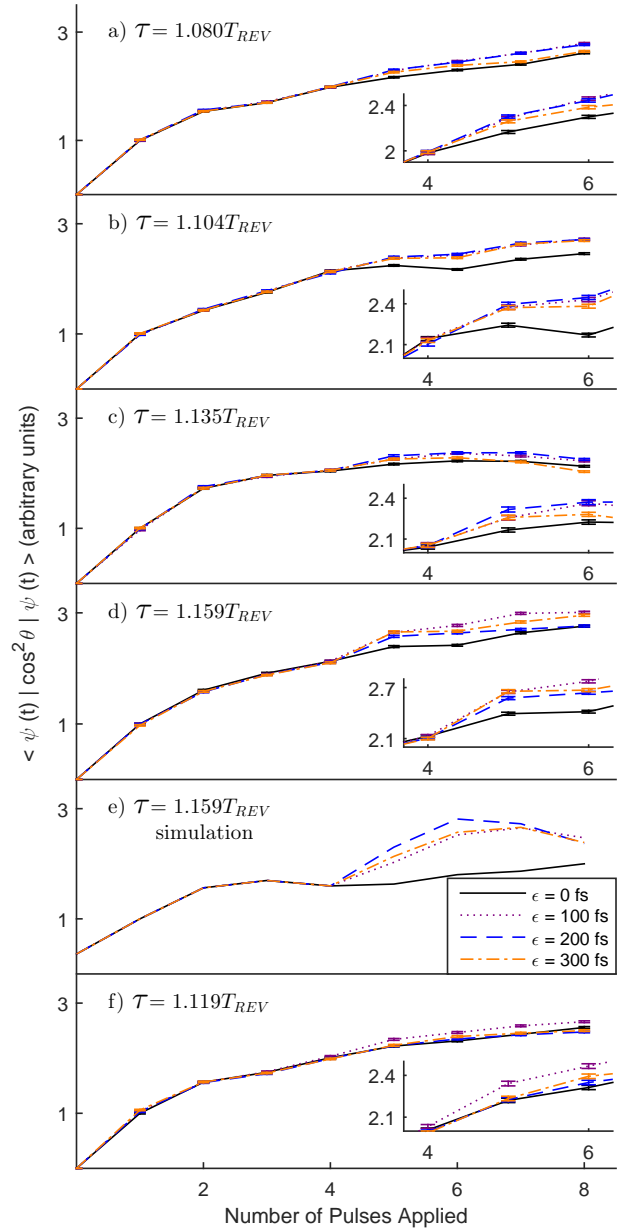 3
a) τ = 1.080T_REV
1
2.4
2
4 6
3
b) τ = 1.104T_REV
1
2.4
2.1
4 6
3
c) τ = 1.135T_REV
1
2.4
2.1
4 6
3
d) τ = 1.159T_REV
1
2.7
2.1
4 6
3
e) τ = 1.159T_REV
simulation
1
ϵ = 0 fs
ϵ = 100 fs
ϵ = 200 fs
ϵ = 300 fs
3
f) τ = 1.119T_REV
1
2.4
2.1
4 6
2 4 6 8
Number of Pulses Applied
< ψ (t) | cos²θ | ψ (t) > (arbitrary units)